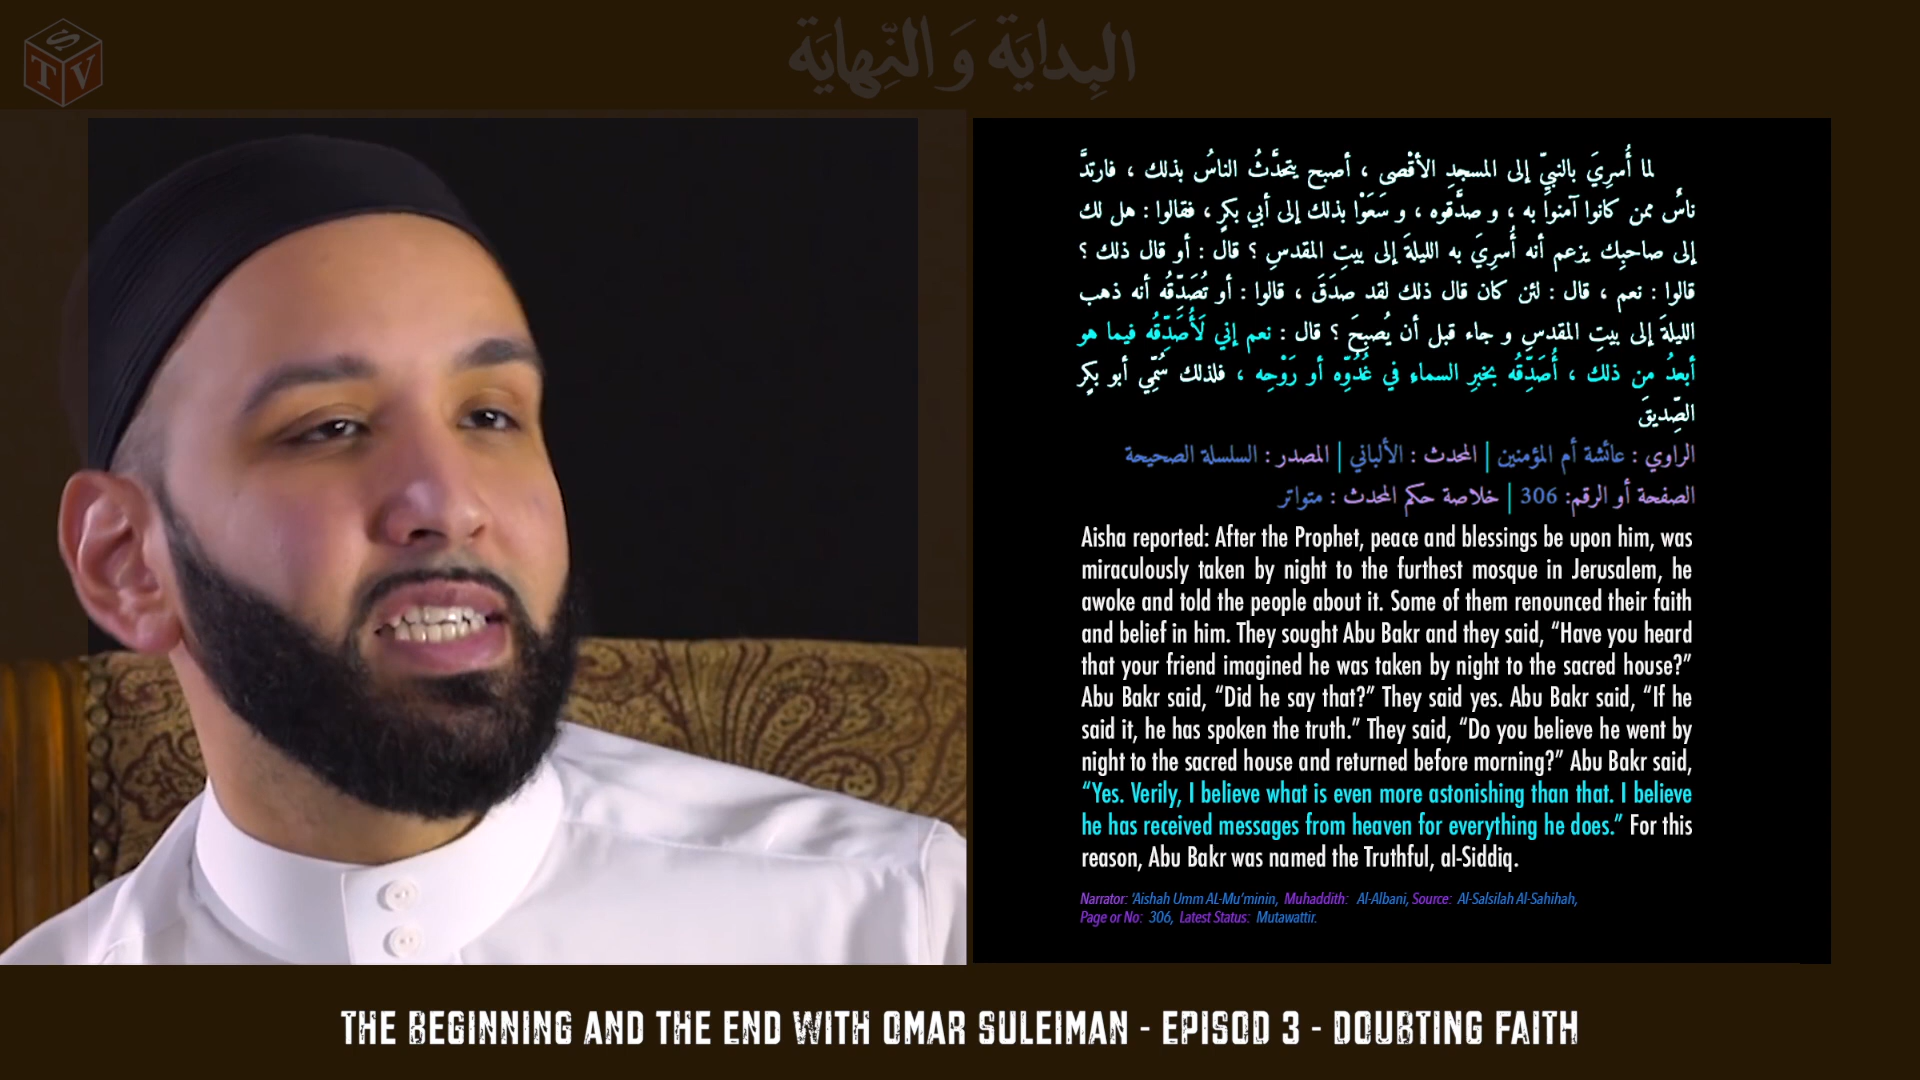 S
T V
البِدايَة وَ النِّهايَة
لما أُسرِيَ بالنبيِّ إلى المسجدِ الأقْصى ، أصبح يتحدَّثُ الناسُ بذلك ، فارتدَّ
ناسٌ ممن كانوا آمنوا به ، و صدَّقوه ، و سَعَوْا بذلك إلى أبي بكرٍ ، فقالوا : هل لك
إلى صاحبِك يزعم أنه أُسرِيَ به الليلةَ إلى بيتِ المقدسِ ؟ قال : أو قال ذلك ؟
قالوا : نعم ، قال : لئن كان قال ذلك لقد صدَقَ ، قالوا : أو تُصَدِّقُه أنه ذهب
الليلةَ إلى بيتِ المقدسِ و جاء قبل أن يُصبِحَ ؟ قال : نعم إني لَأُصَدِّقُه فيما هو
أبعدُ من ذلك ، أُصَدِّقُه بخبرِ السماءِ في غُدُوِّه أو رَوْحِه ، فلذلك سُمِّي أبو بكٍر
الصِّديقَ
الراوي : عائشة أم المؤمنين | المحدث : الألباني | المصدر : السلسلة الصحيحة
الصفحة أو الرقم: 306 | خلاصة حكم المحدث : متواتر
Aisha reported: After the Prophet, peace and blessings be upon him, was
miraculously taken by night to the furthest mosque in Jerusalem, he
awoke and told the people about it. Some of them renounced their faith
and belief in him. They sought Abu Bakr and they said, “Have you heard
that your friend imagined he was taken by night to the sacred house?”
Abu Bakr said, “Did he say that?” They said yes. Abu Bakr said, “If he
said it, he has spoken the truth.” They said, “Do you believe he went by
night to the sacred house and returned before morning?” Abu Bakr said,
“Yes. Verily, I believe what is even more astonishing than that. I believe
he has received messages from heaven for everything he does.” For this
reason, Abu Bakr was named the Truthful, al-Siddiq.
Narrator: 'Aishah Umm AL-Mu'minin, Muhaddith: Al-Albani, Source: Al-Salsilah Al-Sahihah,
Page or No: 306, Latest Status: Mutawattir.
THE BEGINNING AND THE END WITH OMAR SULEIMAN - EPISOD 3 - DOUBTING FAITH